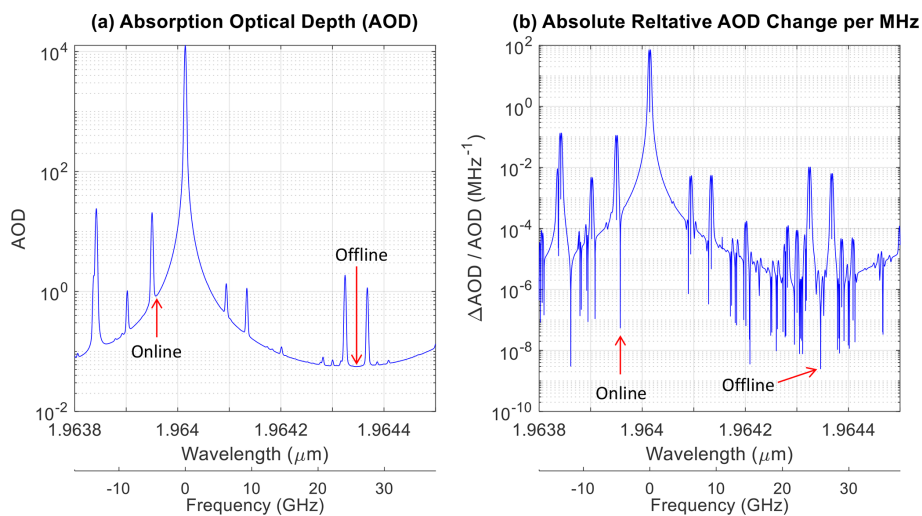 (a) Absorption Optical Depth (AOD)
10^4
10^2
10^0
10^-2
AOD
Online
Offline
1.9638 1.964 1.9642 1.9644
Wavelength (μm)
-10 0 10 20 30
Frequency (GHz)
(b) Absolute Reltative AOD Change per MHz
10^2
10^0
10^-2
10^-4
10^-6
10^-8
10^-10
ΔAOD / AOD (MHz^-1)
Online
Offline
1.9638 1.964 1.9642 1.9644
Wavelength (μm)
-10 0 10 20 30
Frequency (GHz)